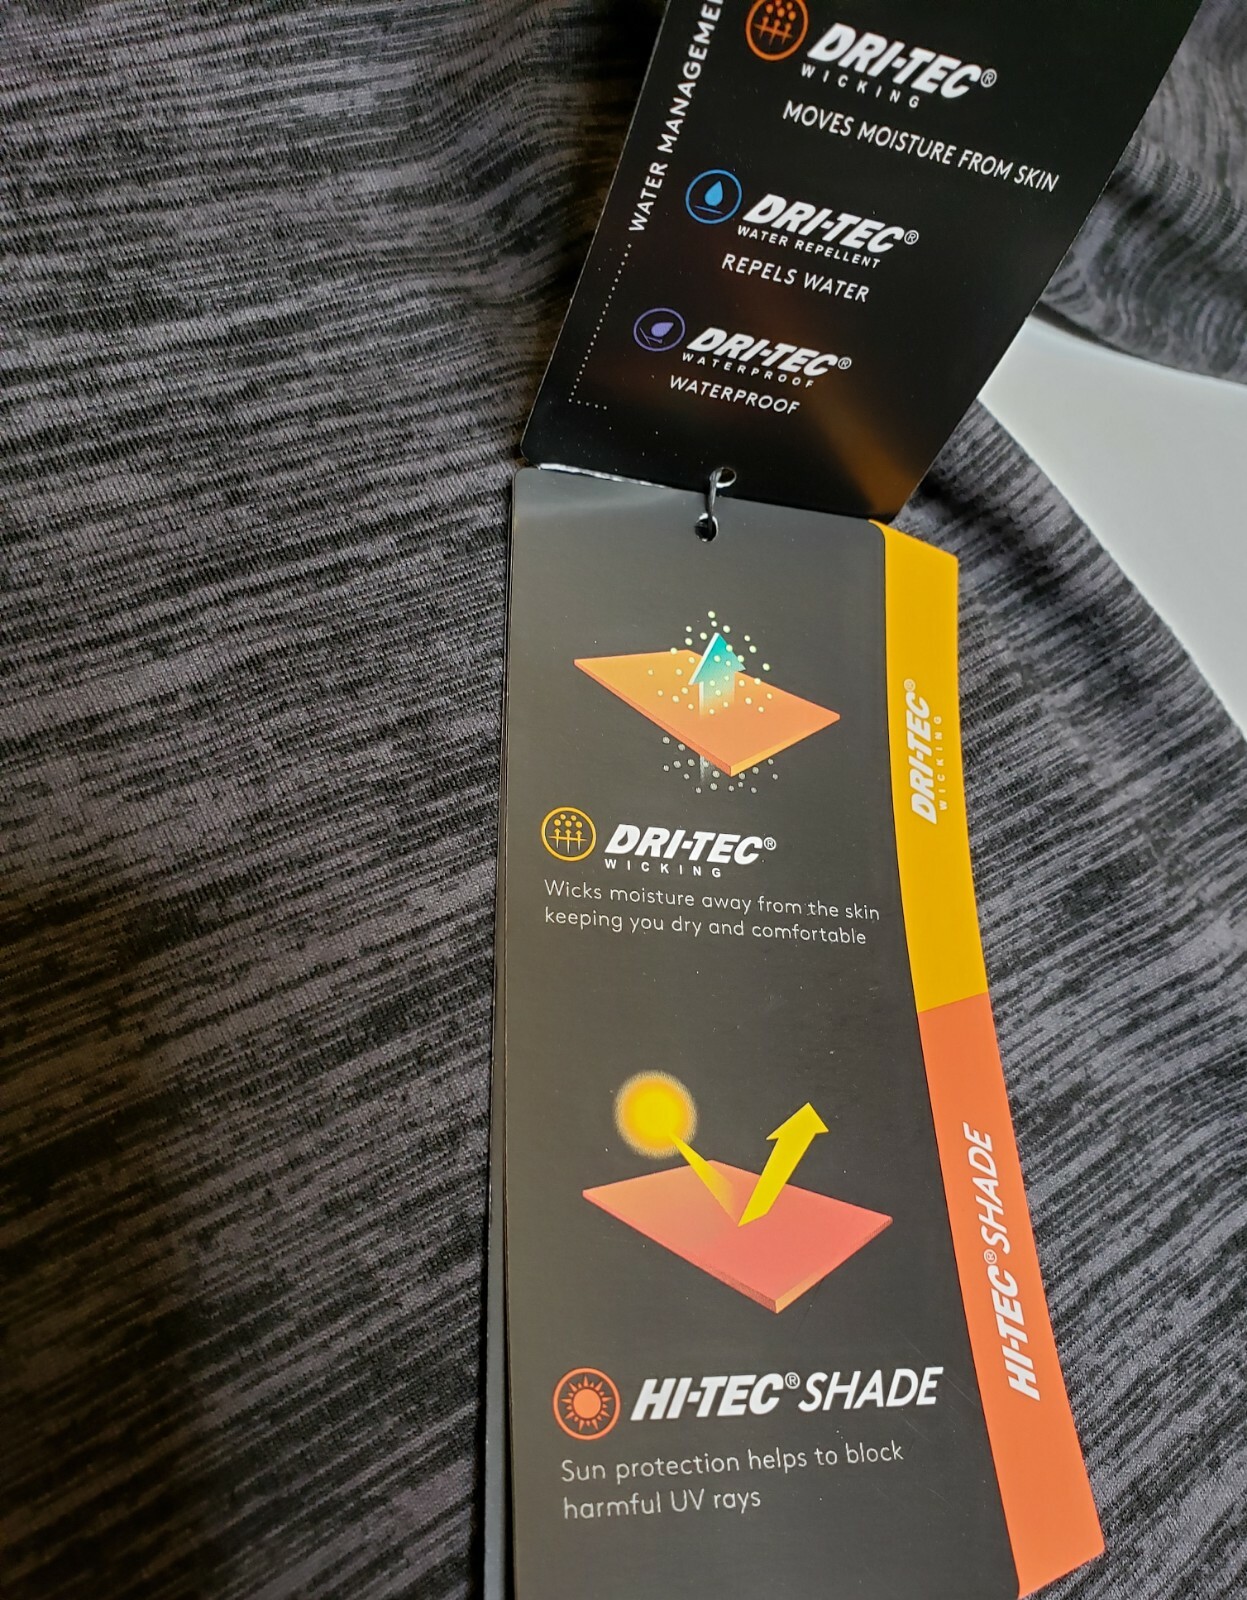 WATER MANAGEMEN
DRI-TEC®
WICKING
MOVES MOISTURE FROM SKIN
DRI-TEC®
WATER REPELLENT
REPELS WATER
DRI-TEC®
WATERPROOF
WATERPROOF
DRI-TEC®
WICKING
Wicks moisture away from the skin
keeping you dry and comfortable
DRI-TEC®
WICKING
HI-TEC® SHADE
Sun protection helps to block
harmful UV rays
HI-TEC® SHADE